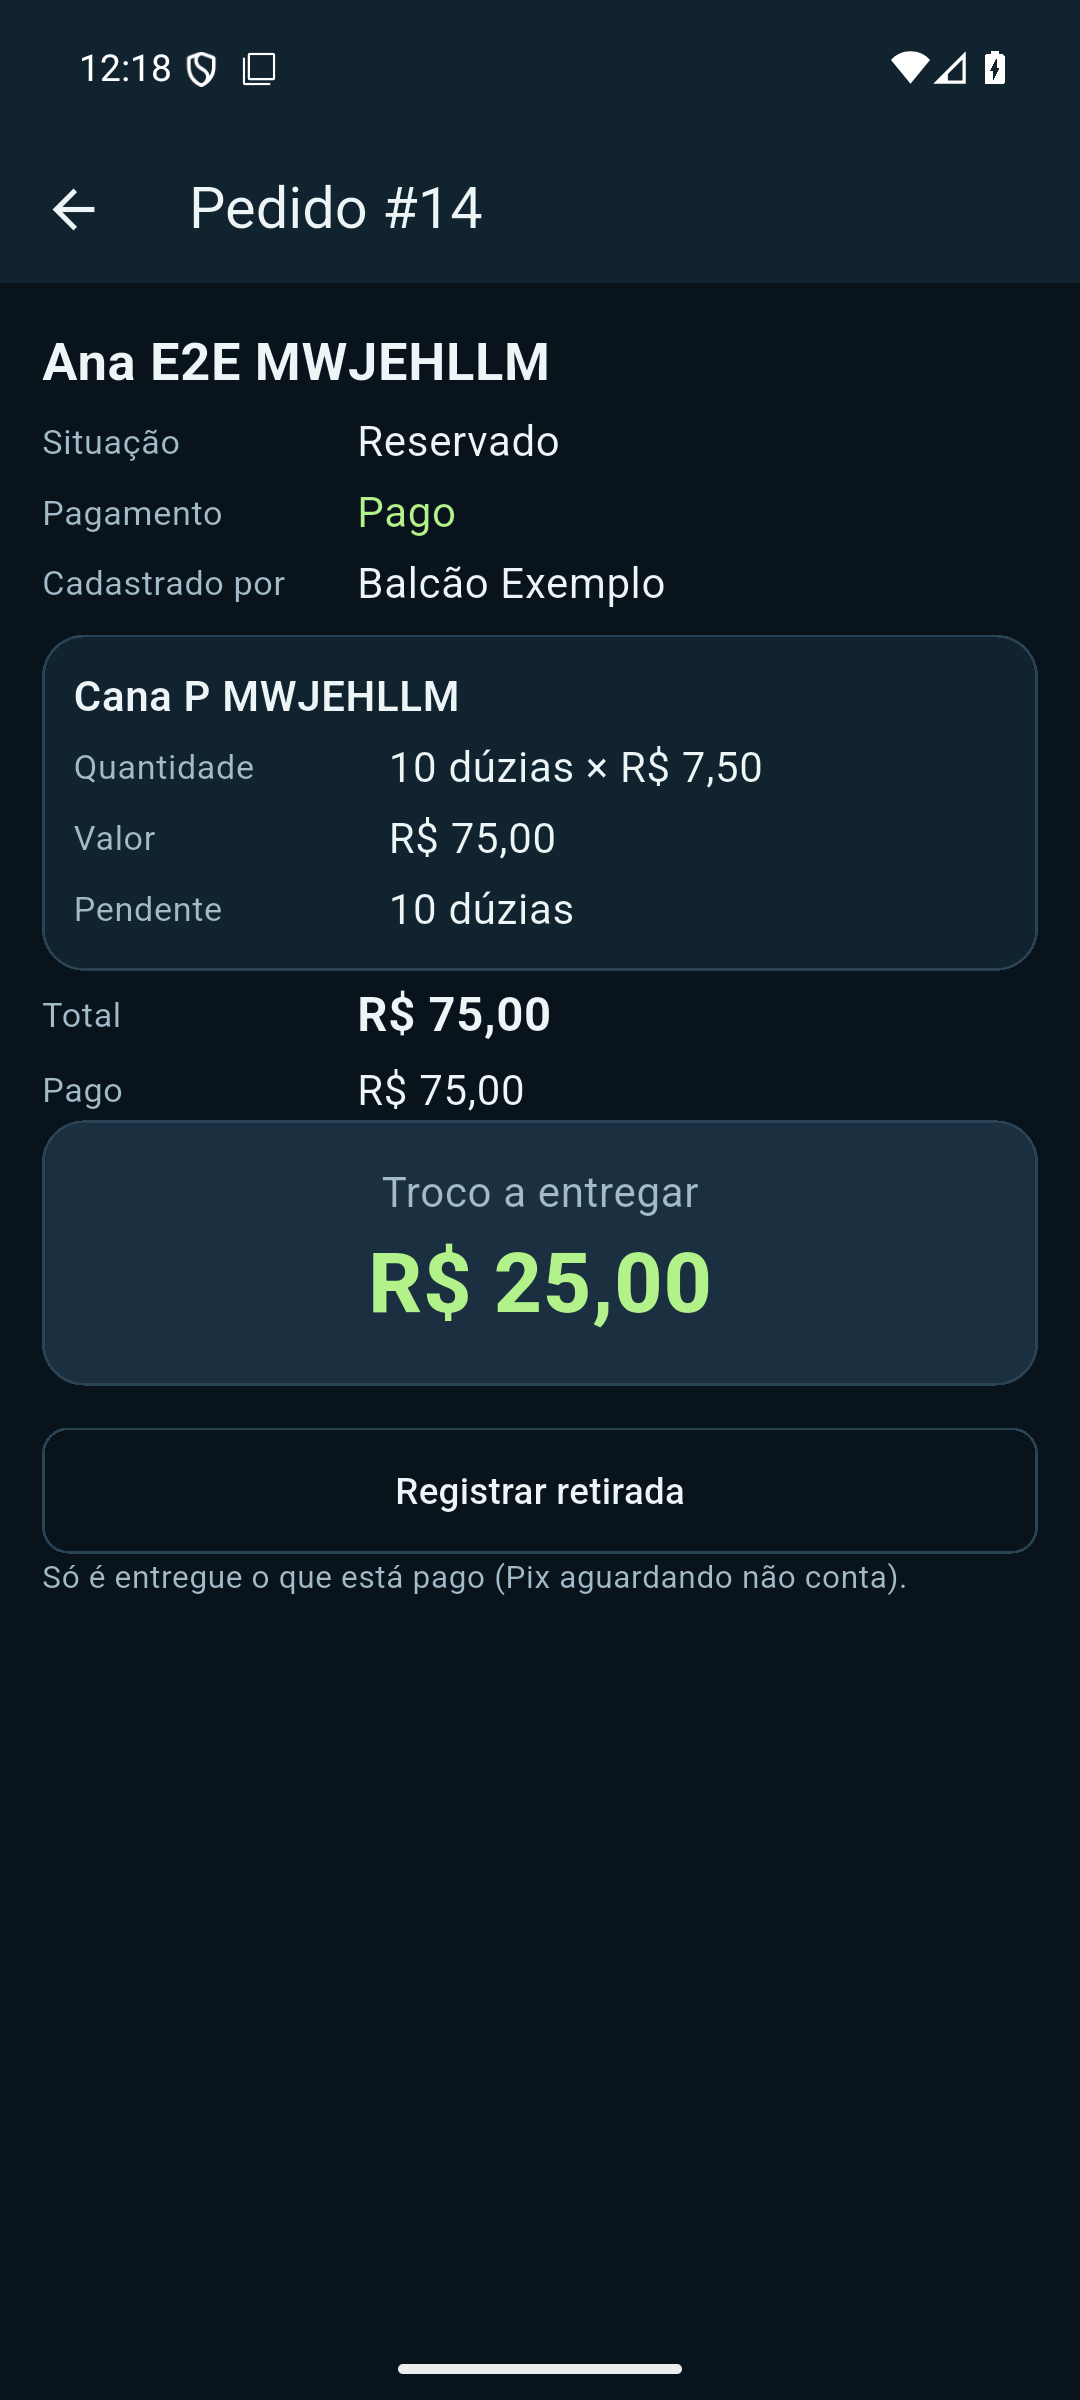 12:18
Pedido #14
Ana E2E MWJEHLLM
Situação Reservado
Pagamento Pago
Cadastrado por Balcão Exemplo
Cana P MWJEHLLM
Quantidade 10 dúzias × R$ 7,50
Valor R$ 75,00
Pendente 10 dúzias
Total R$ 75,00
Pago R$ 75,00
Troco a entregar
R$ 25,00
Registrar retirada
Só é entregue o que está pago (Pix aguardando não conta).